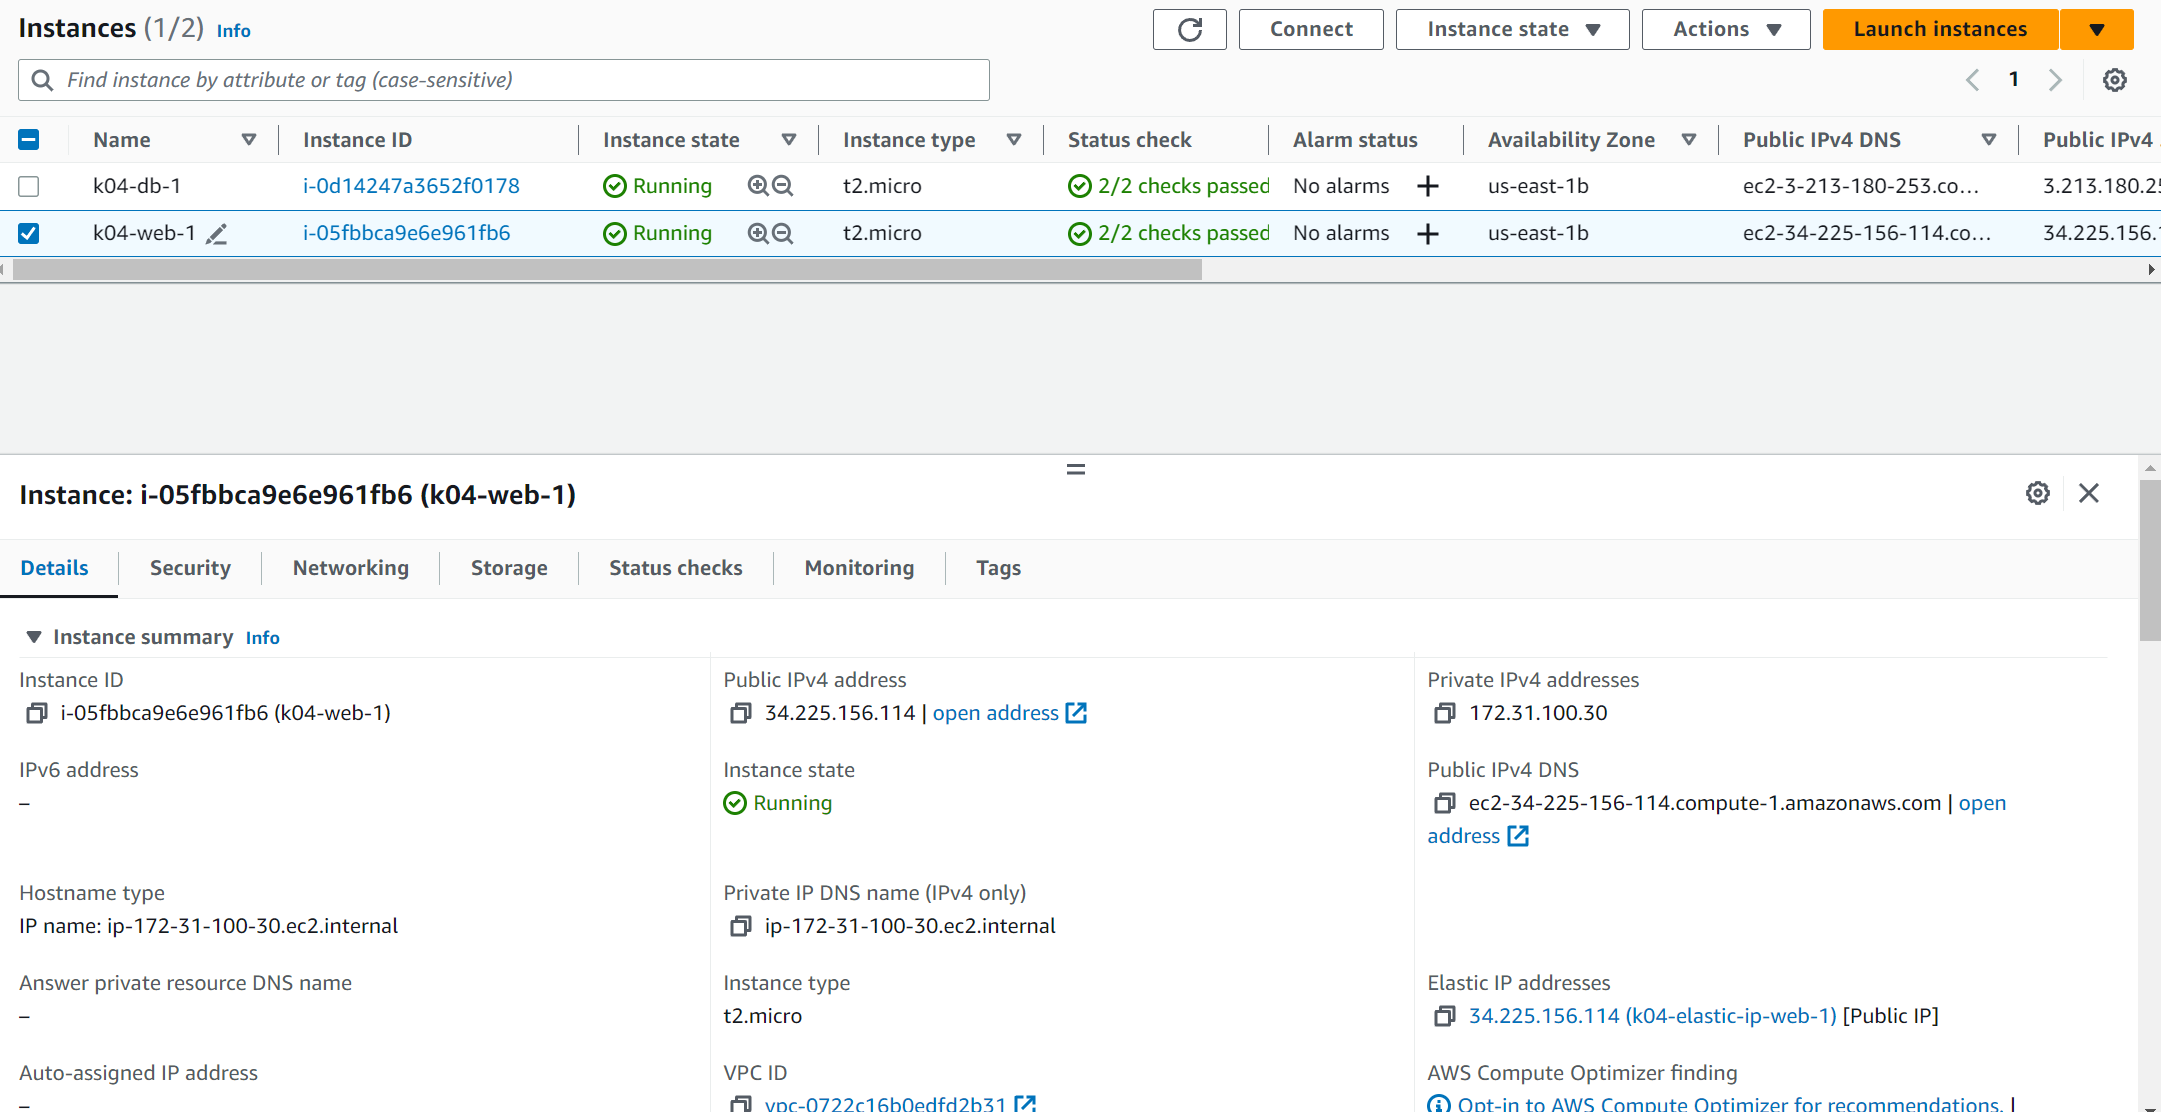 Instances (1/2) Info
Connect
Instance state
Actions
Launch instances
Find instance by attribute or tag (case-sensitive)
1
Name Instance ID Instance state Instance type Status check Alarm status Availability Zone Public IPv4 DNS Public IPv4
k04-db-1 i-0d14247a3652f0178 Running t2.micro 2/2 checks passed No alarms + us-east-1b ec2-3-213-180-253.co... 3.213.180.25
k04-web-1 i-05fbbca9e6e961fb6 Running t2.micro 2/2 checks passed No alarms + us-east-1b ec2-34-225-156-114.co... 34.225.156.1
Instance: i-05fbbca9e6e961fb6 (k04-web-1)
Details Security Networking Storage Status checks Monitoring Tags
Instance summary Info
Instance ID
i-05fbbca9e6e961fb6 (k04-web-1)
Public IPv4 address
34.225.156.114 | open address
Private IPv4 addresses
172.31.100.30
IPv6 address
–
Instance state
Running
Public IPv4 DNS
ec2-34-225-156-114.compute-1.amazonaws.com | open
address
Hostname type
IP name: ip-172-31-100-30.ec2.internal
Private IP DNS name (IPv4 only)
ip-172-31-100-30.ec2.internal
Answer private resource DNS name
–
Instance type
t2.micro
Elastic IP addresses
34.225.156.114 (k04-elastic-ip-web-1) [Public IP]
Auto-assigned IP address
–
VPC ID
vpc-0722c16b0edfd2b31
AWS Compute Optimizer finding
Opt-in to AWS Compute Optimizer for recommendations. |